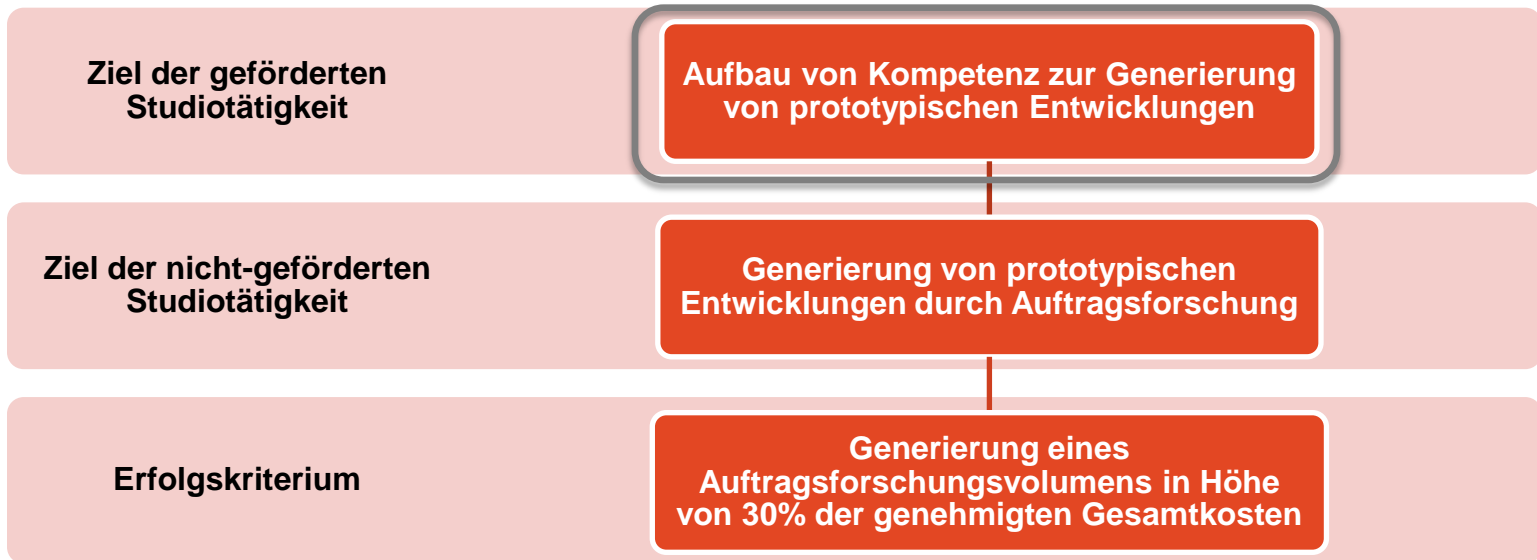 Ziel der geförderten
Studiotätigkeit
Aufbau von Kompetenz zur Generierung
von prototypischen Entwicklungen
Ziel der nicht-geförderten
Studiotätigkeit
Generierung von prototypischen
Entwicklungen durch Auftragsforschung
Erfolgskriterium
Generierung eines
Auftragsforschungsvolumens in Höhe
von 30% der genehmigten Gesamtkosten